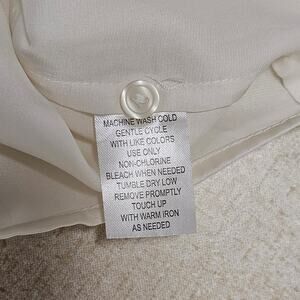 MACHINE WASH COLD
GENTLE CYCLE
WITH LIKE COLORS
USE ONLY
NON-CHLORINE
BLEACH WHEN NEEDED
TUMBLE DRY LOW
REMOVE PROMPTLY
TOUCH UP
WITH WARM IRON
AS NEEDED